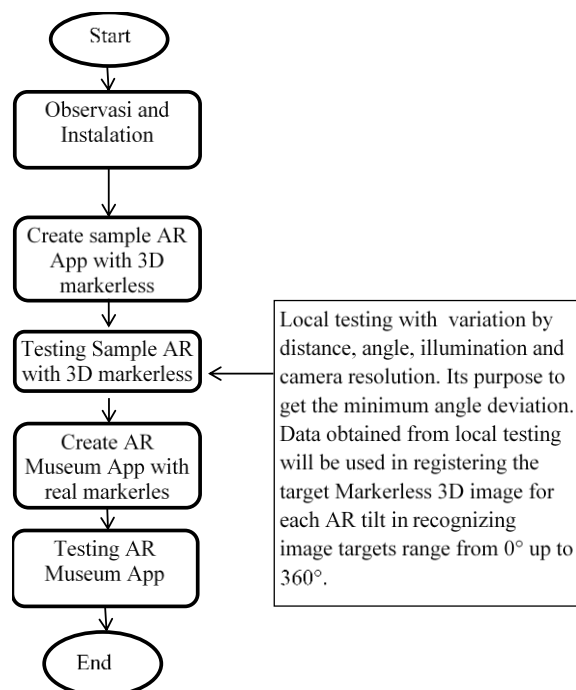 Start
Observasi and
Instalation
Create sample AR
App with 3D
markerless
Testing Sample AR
with 3D markerless
Local testing with variation by
distance, angle, illumination and
camera resolution. Its purpose to
get the minimum angle deviation.
Data obtained from local testing
will be used in registering the
target Markerless 3D image for
each AR tilt in recognizing
image targets range from 0° up to
360°.
Create AR
Museum App with
real markerles
Testing AR
Museum App
End